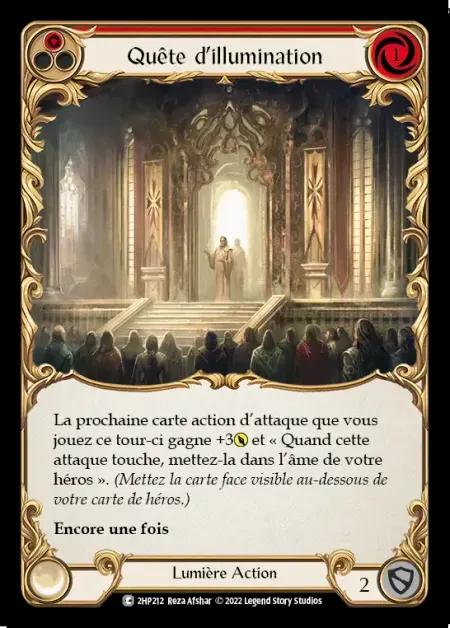 Quête d'illumination
1
La prochaine carte action d'attaque que vous
jouez ce tour-ci gagne +3 et « Quand cette
attaque touche, mettez-la dans l'âme de votre
héros ». (Mettez la carte face visible au-dessous de
votre carte de héros.)
Encore une fois
Lumière Action
2
C 2HP212 Reza Afshar © 2022 Legend Story Studios